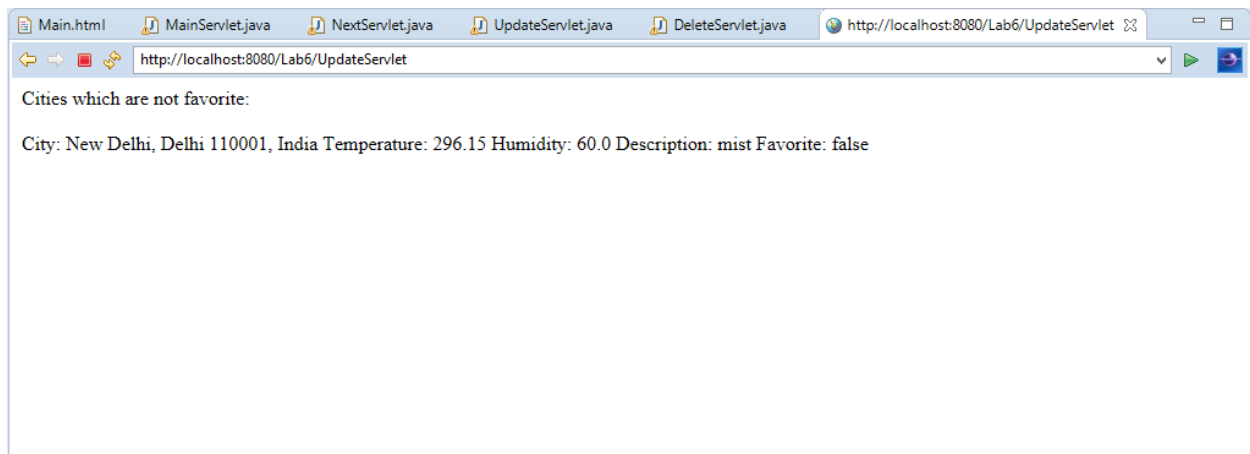 Main.html MainServlet.java NextServlet.java UpdateServlet.java DeleteServlet.java http://localhost:8080/Lab6/UpdateServlet
http://localhost:8080/Lab6/UpdateServlet
Cities which are not favorite:
City: New Delhi, Delhi 110001, India Temperature: 296.15 Humidity: 60.0 Description: mist Favorite: false